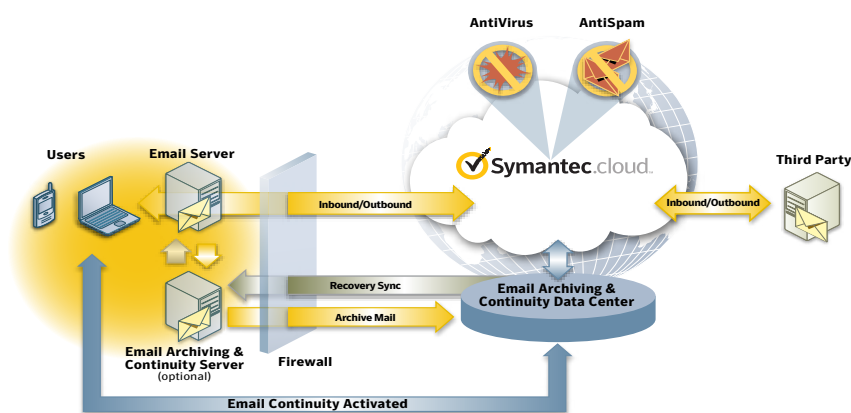 AntiVirus
AntiSpam
Users
Email Server
Symantec.cloud™
Third Party
Inbound/Outbound
Inbound/Outbound
Recovery Sync
Email Archiving &
Continuity Data Center
Archive Mail
Email Archiving &
Continuity Server
(optional)
Firewall
Email Continuity Activated